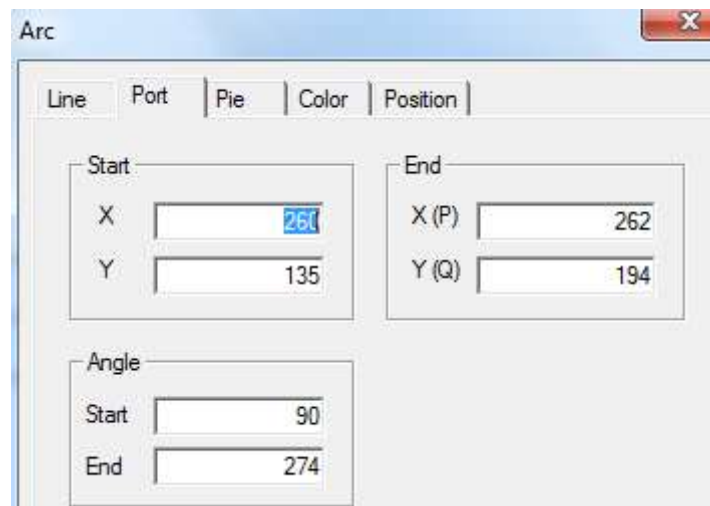 Arc
Line Port Pie Color Position
Start
X 260
Y 135
End
X (P) 262
Y (Q) 194
Angle
Start 90
End 274